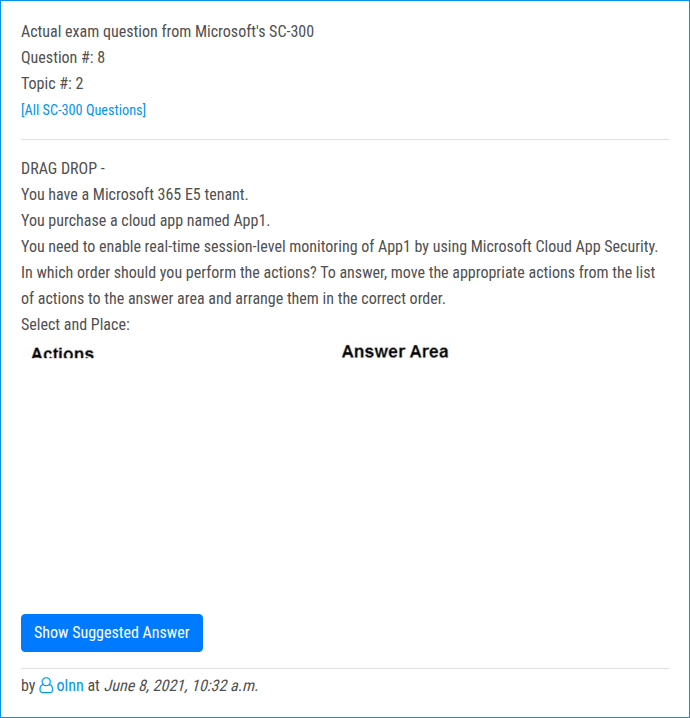 Actual exam question from Microsoft's SC-300
Question #: 8
Topic #: 2
[All SC-300 Questions]
DRAG DROP -
You have a Microsoft 365 E5 tenant.
You purchase a cloud app named App1.
You need to enable real-time session-level monitoring of App1 by using Microsoft Cloud App Security.
In which order should you perform the actions? To answer, move the appropriate actions from the list
of actions to the answer area and arrange them in the correct order.
Select and Place:
Actions Answer Area
Show Suggested Answer
by olnn at June 8, 2021, 10:32 a.m.